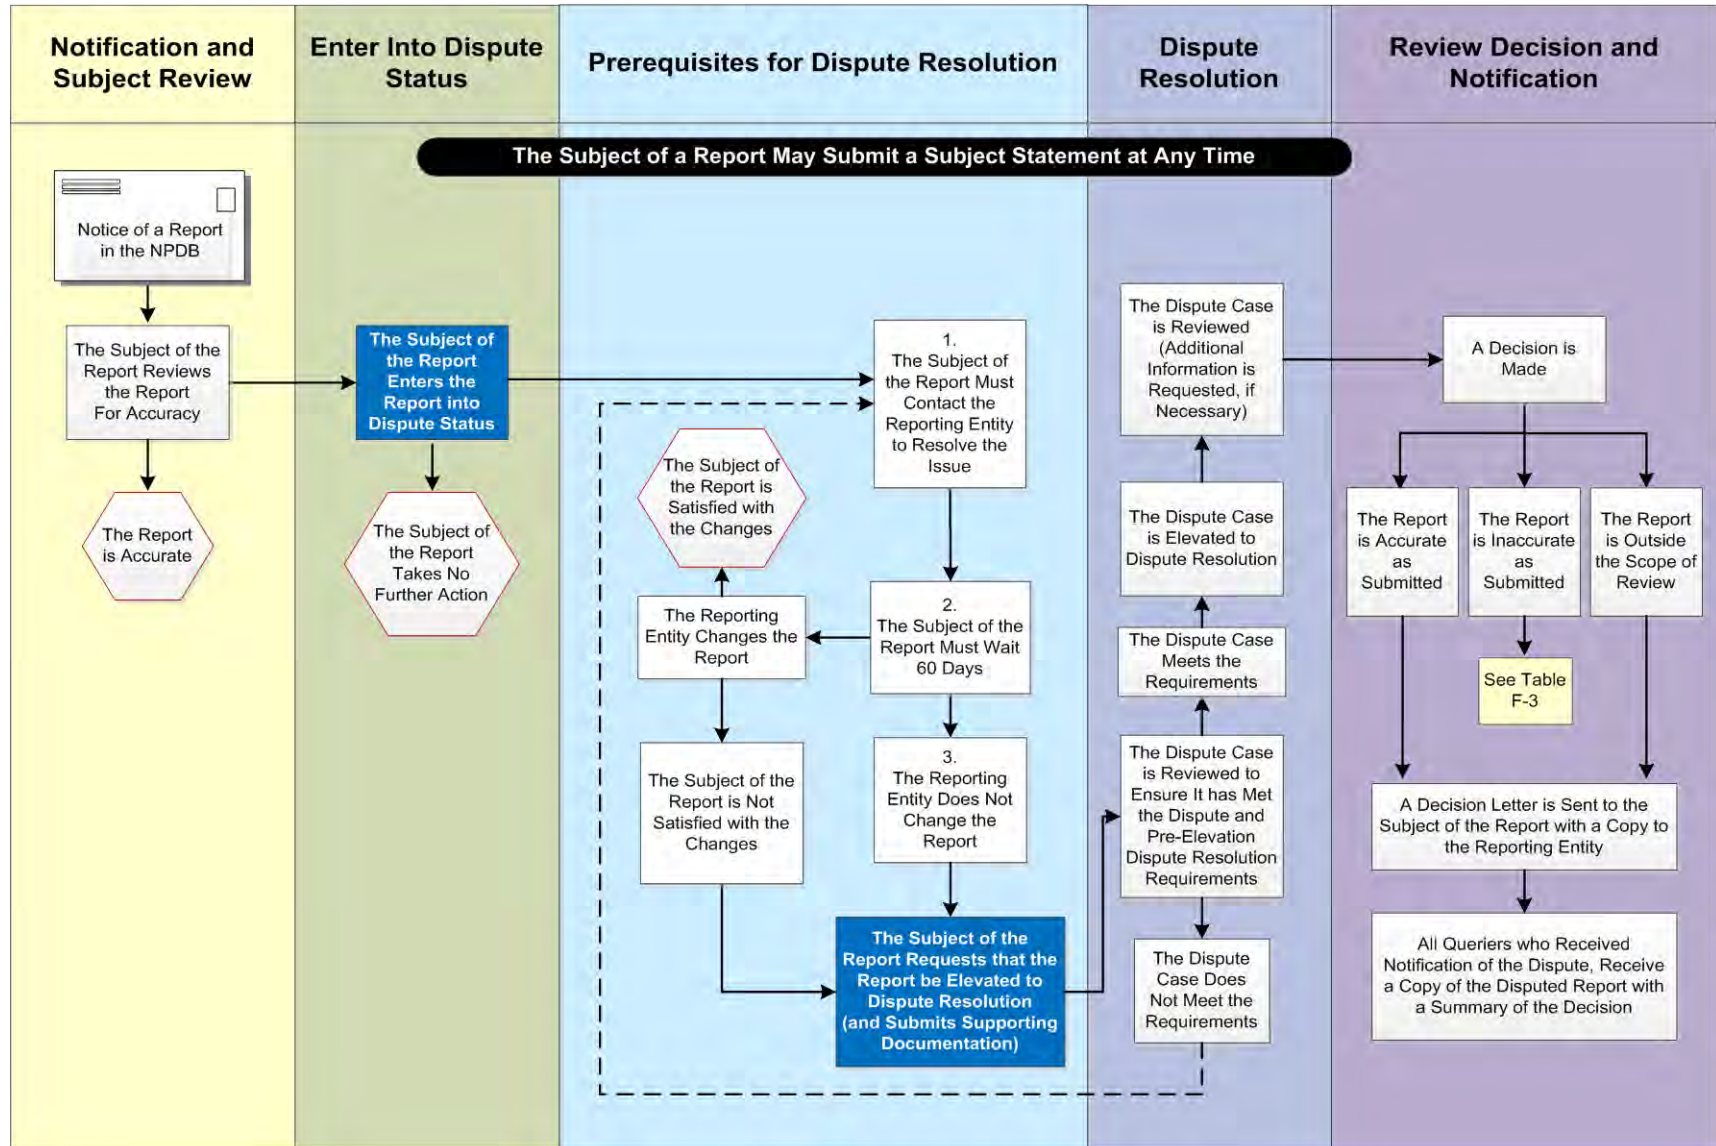 Notification and
Subject Review
Enter Into Dispute
Status
Prerequisites for Dispute Resolution
Dispute
Resolution
Review Decision and
Notification
The Subject of a Report May Submit a Subject Statement at Any Time
Notice of a Report
in the NPDB
The Subject of the
Report Reviews
the Report
For Accuracy
The Report
is Accurate
The Subject of
the Report
Enters the
Report into
Dispute Status
The Subject of
the Report
Takes No
Further Action
1.
The Subject of
the Report Must
Contact the
Reporting Entity
to Resolve the
Issue
The Subject of
the Report is
Satisfied with
the Changes
The Reporting
Entity Changes the
Report
2.
The Subject of the
Report Must Wait
60 Days
The Subject of the
Report is Not
Satisfied with the
Changes
3.
The Reporting
Entity Does Not
Change the
Report
The Subject of the
Report Requests that the
Report be Elevated to
Dispute Resolution
(and Submits Supporting
Documentation)
The Dispute Case
is Reviewed
(Additional
Information is
Requested, if
Necessary)
The Dispute Case
is Elevated to
Dispute Resolution
The Dispute Case
Meets the
Requirements
The Dispute Case
is Reviewed to
Ensure It has Met
the Dispute and
Pre-Elevation
Dispute Resolution
Requirements
The Dispute
Case Does
Not Meet the
Requirements
A Decision is
Made
The Report
is Accurate
as
Submitted
The Report
is Inaccurate
as
Submitted
The Report
is Outside
the Scope of
Review
See Table
F-3
A Decision Letter is Sent to the
Subject of the Report with a Copy to
the Reporting Entity
All Queriers who Received
Notification of the Dispute, Receive
a Copy of the Disputed Report with
a Summary of the Decision